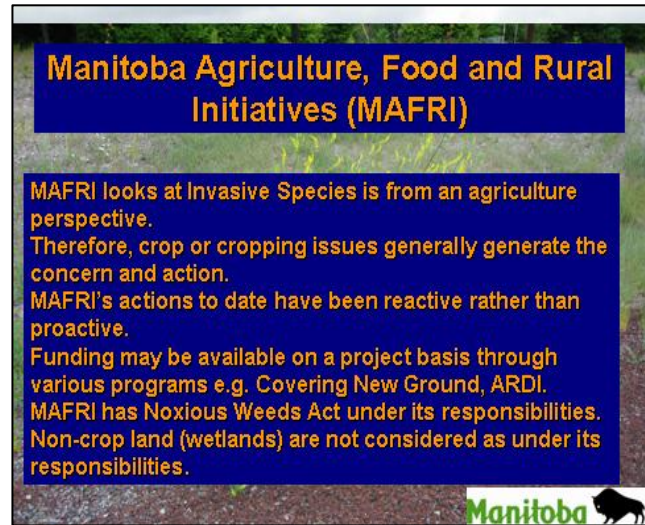 Manitoba Agriculture, Food and Rural
Initiatives (MAFRI)
MAFRI looks at Invasive Species is from an agriculture
perspective.
Therefore, crop or cropping issues generally generate the
concern and action.
MAFRI's actions to date have been reactive rather than
proactive.
Funding may be available on a project basis through
various programs e.g. Covering New Ground, ARDI.
MAFRI has Noxious Weeds Act under its responsibilities.
Non-crop land (wetlands) are not considered as under its
responsibilities.
Manitoba